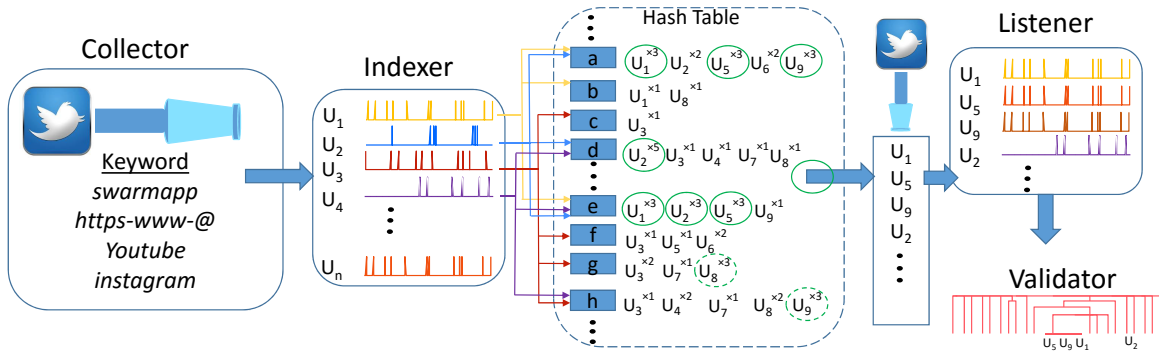 Collector
Keyword
swarmapp
https-www-@
Youtube
instagram
Indexer
U1
U2
U3
U4
Un
Hash Table
a U1×3 U2×2 U5×3 U6×2 U9×3
b U1×1 U8×1
c U3×1
d U2×5 U3×1 U4×1 U7×1 U8×1
e U1×3 U2×3 U5×3 U9×1
f U3×1 U5×1 U6×2
g U3×2 U7×1 U8×3
h U3×1 U4×2 U7×1 U8×2 U9×3
U1
U5
U9
U2
Listener
U1
U5
U9
U2
Validator
U5 U9 U1 U2